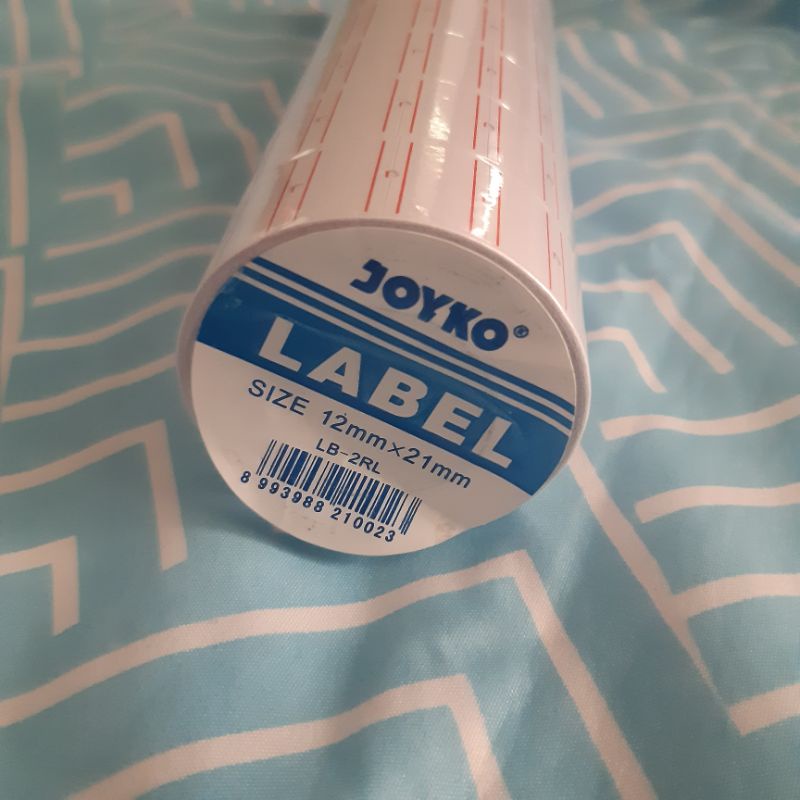 JOYKO®
LABEL
SIZE 12mm×21mm
LB-2RL
8 993988 210023